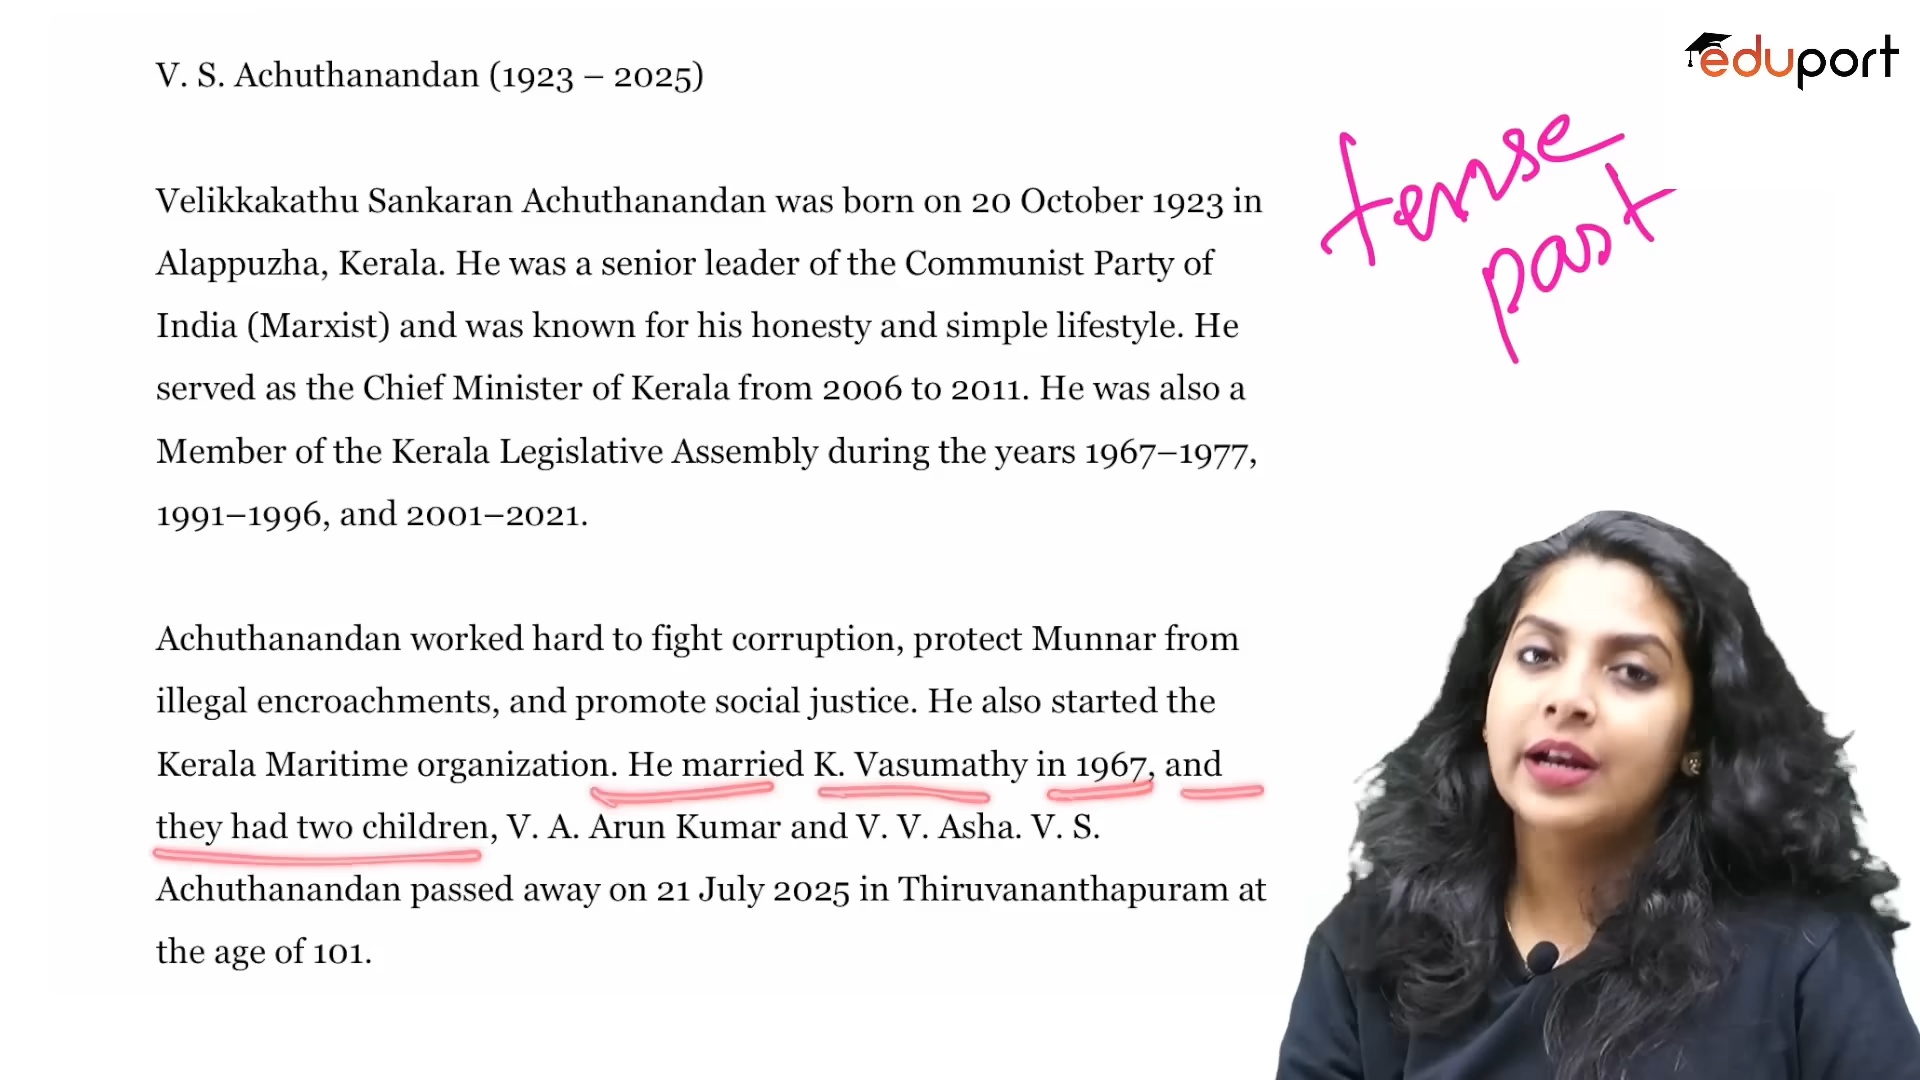 V. S. Achuthanandan (1923 – 2025)
eduport
tense
past
Velikkakathu Sankaran Achuthanandan was born on 20 October 1923 in
Alappuzha, Kerala. He was a senior leader of the Communist Party of
India (Marxist) and was known for his honesty and simple lifestyle. He
served as the Chief Minister of Kerala from 2006 to 2011. He was also a
Member of the Kerala Legislative Assembly during the years 1967–1977,
1991–1996, and 2001–2021.
Achuthanandan worked hard to fight corruption, protect Munnar from
illegal encroachments, and promote social justice. He also started the
Kerala Maritime organization. He married K. Vasumathy in 1967, and
they had two children, V. A. Arun Kumar and V. V. Asha. V. S.
Achuthanandan passed away on 21 July 2025 in Thiruvananthapuram at
the age of 101.